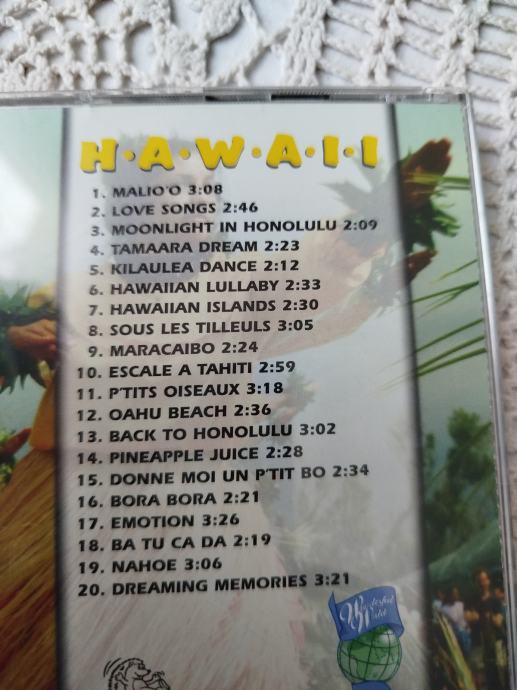 H·A·W·A·I·I
1. MALIO'O 3:08
2. LOVE SONGS 2:46
3. MOONLIGHT IN HONOLULU 2:09
4. TAMAARA DREAM 2:23
5. KILAULEA DANCE 2:12
6. HAWAIIAN LULLABY 2:33
7. HAWAIIAN ISLANDS 2:30
8. SOUS LES TILLEULS 3:05
9. MARACAIBO 2:24
10. ESCALE A TAHITI 2:59
11. P'TITS OISEAUX 3:18
12. OAHU BEACH 2:36
13. BACK TO HONOLULU 3:02
14. PINEAPPLE JUICE 2:28
15. DONNE MOI UN P'TIT BO 2:34
16. BORA BORA 2:21
17. EMOTION 3:26
18. BA TU CA DA 2:19
19. NAHOE 3:06
20. DREAMING MEMORIES 3:21
Wonderful
World